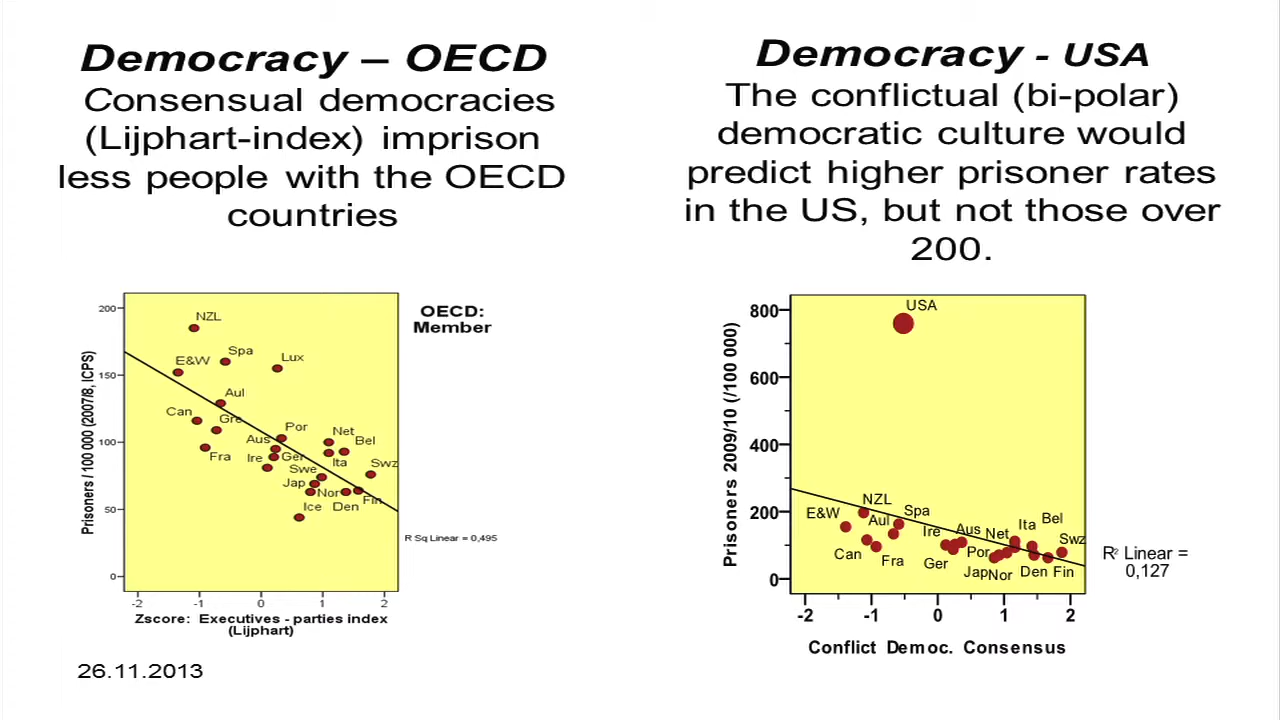 Democracy – OECD
Consensual democracies
(Lijphart-index) imprison
less people with the OECD
countries
Democracy - USA
The conflictual (bi-polar)
democratic culture would
predict higher prisoner rates
in the US, but not those over
200.
OECD:
Member
200
150
100
50
0
Prisoners / 100 000 (2007/8, ICPS)
NZL
E&W
Spa
Lux
Aul
Can
Gre
Fra
Aus
Por
Ire
Ger
Net
Bel
Ita
Swe
Swz
Jap
Nor
Den
Fin
Ice
R Sq Linear = 0,495
-2 -1 0 1 2
Zscore: Executives - parties index
(Lijphart)
800
600
400
200
0
Prisoners 2009/10 (/100 000)
USA
NZL
E&W
Aul
Spa
Can
Fra
Ire
Aus
Ger
Net
Por
Ita
Bel
Swz
Jap
Nor
Den
Fin
R² Linear =
0,127
-2 -1 0 1 2
Conflict Democ. Consensus
26.11.2013